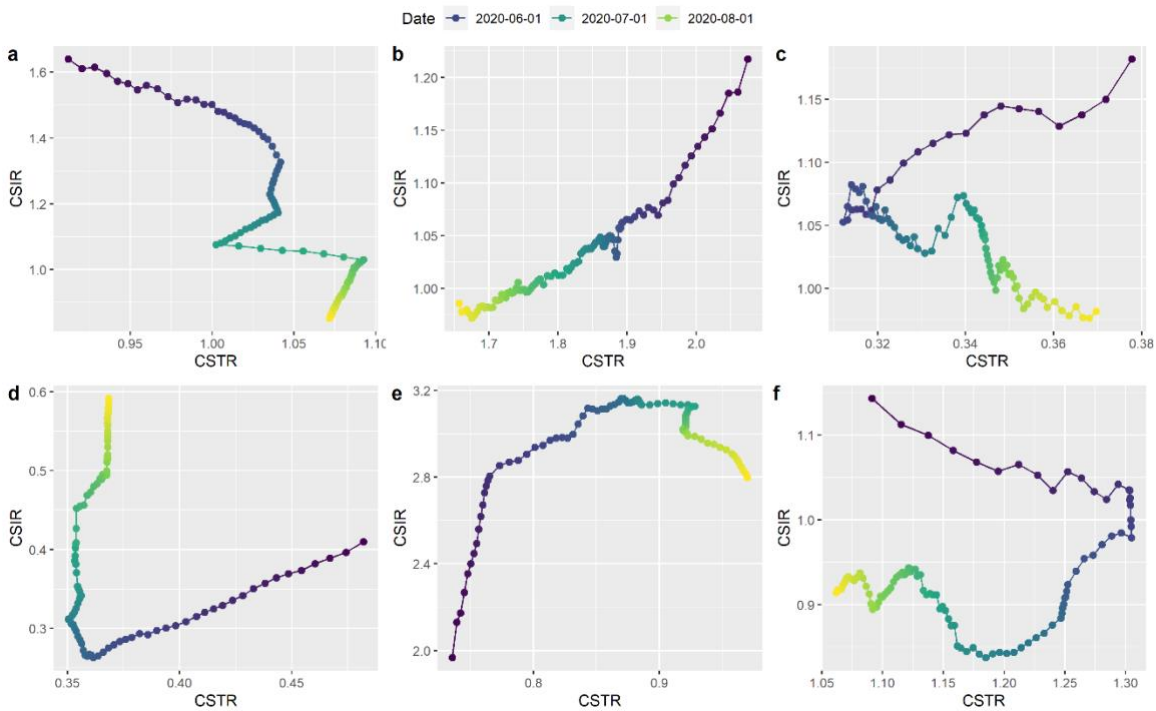 Date 2020-06-01 2020-07-01 2020-08-01
a
1.6
1.4
1.2
1.0
CSIR
0.95 1.00 1.05 1.10
CSTR
b
1.20
1.15
1.10
1.05
1.00
CSIR
1.7 1.8 1.9 2.0
CSTR
c
1.15
1.10
1.05
1.00
CSIR
0.32 0.34 0.36 0.38
CSTR
d
0.6
0.5
0.4
0.3
CSIR
0.35 0.40 0.45
CSTR
e
3.2
2.8
2.4
2.0
CSIR
0.8 0.9
CSTR
f
1.1
1.0
0.9
CSIR
1.05 1.10 1.15 1.20 1.25 1.30
CSTR